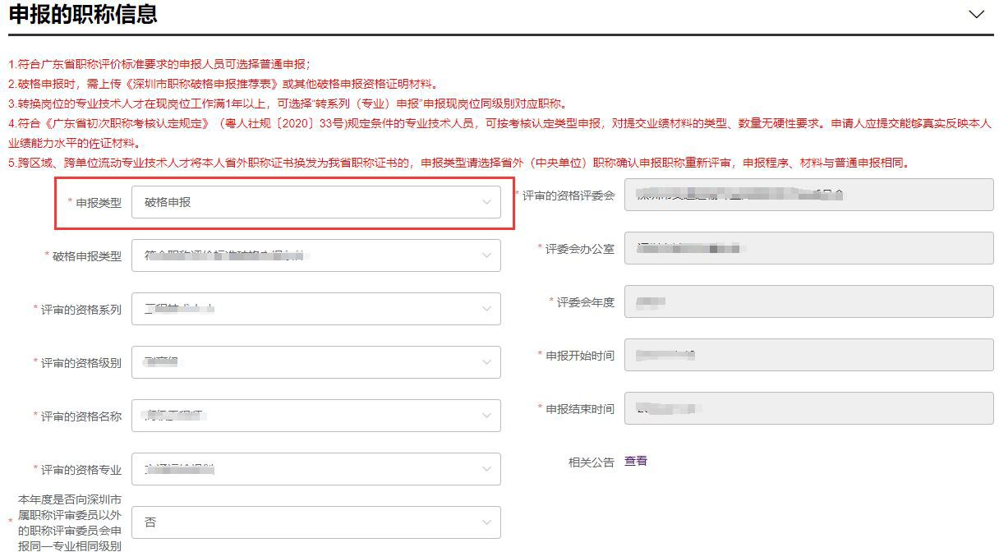 申报的职称信息
1.符合广东省职称评价标准要求的申报人员可选择普通申报；
2.破格申报时，需上传《深圳市职称破格申报推荐表》或其他破格申报资格证明材料。
3.转换岗位的专业技术人才在现岗位工作满1年以上，可选择“转系列（专业）申报”申报现岗位同级别对应职称。
4.符合《广东省初次职称考核认定规定》（粤人社规〔2020〕33号)规定条件的专业技术人员，可按考核认定类型申报，对提交业绩材料的类型、数量无硬性要求。申请人应提交能够真实反映本人
业绩能力水平的佐证材料。
5.跨区域、跨单位流动专业技术人才将本人省外职称证书换发为我省职称证书的，申报类型请选择省外（中央单位）职称确认申报职称重新评审，申报程序、材料与普通申报相同。
* 申报类型 破格申报
* 评审的资格评委会
* 破格申报类型
* 评委会办公室
* 评审的资格系列
* 评委会年度
* 评审的资格级别
* 申报开始时间
* 评审的资格名称
* 申报结束时间
* 评审的资格专业
相关公告 查看
本年度是否向深圳市
* 属职称评审委员以外
的职称评审委员会申
报同一专业相同级别
否